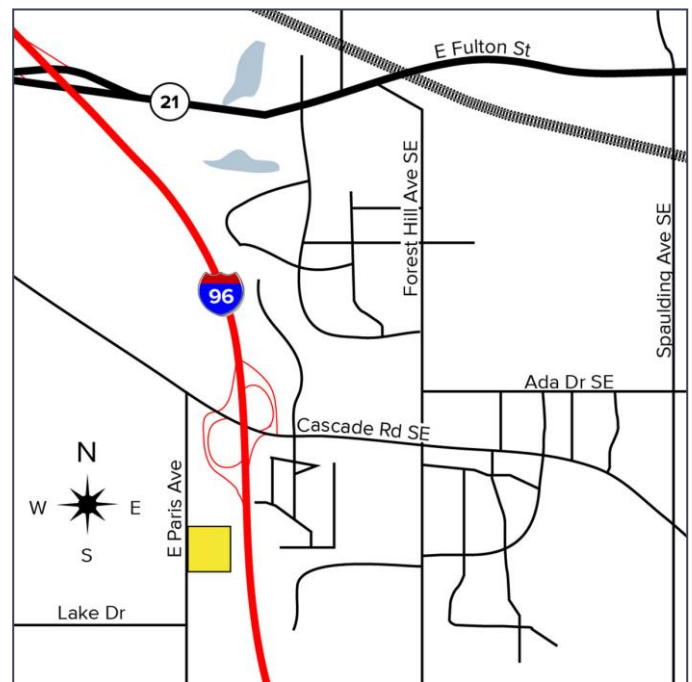 E Fulton St
21
Forest Hill Ave SE
Spaulding Ave SE
96
Ada Dr SE
Cascade Rd SE
N
W
E
S
E Paris Ave
Lake Dr